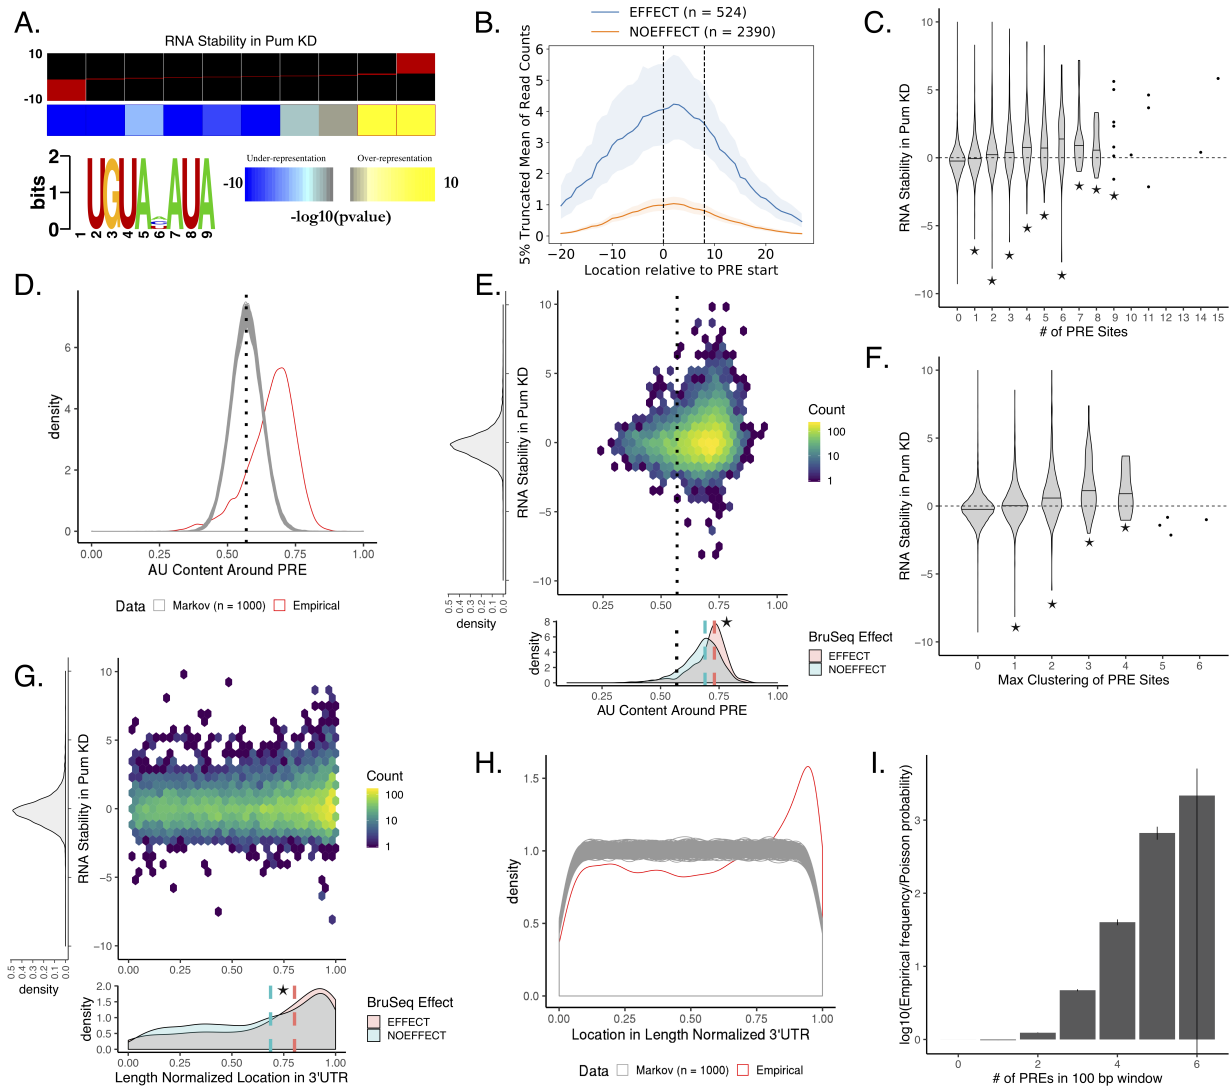 A.
RNA Stability in Pum KD
10
-10
2
1
0
bits
UGUA AUA
1 2 3 4 5 6 7 8 9
Under-representation
Over-representation
-10
10
-log10(pvalue)
B.
EFFECT (n = 524)
NOEFFECT (n = 2390)
5% Truncated Mean of Read Counts
6
5
4
3
2
1
0
−20 −10 0 10 20
Location relative to PRE start
C.
RNA Stability in Pum KD
10
5
0
−5
−10
0 1 2 3 4 5 6 7 8 9 10 11 12 13 14 15
# of PRE Sites
D.
density
6
4
2
0
0.00 0.25 0.50 0.75 1.00
AU Content Around PRE
Data Markov (n = 1000) Empirical
E.
RNA Stability in Pum KD
10
5
0
−5
−10
0.5 0.4 0.3 0.2 0.1 0.0
density
0.25 0.50 0.75 1.00
Count
100
10
1
density
8
6
4
2
0
0.25 0.50 0.75 1.00
AU Content Around PRE
BruSeq Effect
EFFECT
NOEFFECT
F.
RNA Stability in Pum KD
10
5
0
−5
−10
0 1 2 3 4 5 6
Max Clustering of PRE Sites
G.
RNA Stability in Pum KD
10
5
0
−5
−10
0.5 0.4 0.3 0.2 0.1 0.0
density
0.00 0.25 0.50 0.75 1.00
Count
100
10
1
density
2.0
1.5
1.0
0.5
0.0
0.00 0.25 0.50 0.75 1.00
Length Normalized Location in 3'UTR
BruSeq Effect
EFFECT
NOEFFECT
H.
density
1.5
1.0
0.5
0.0
0.00 0.25 0.50 0.75 1.00
Location in Length Normalized 3'UTR
Data Markov (n = 1000) Empirical
I.
log10(Empirical frequency/Poisson probability)
3
2
1
0
0 2 4 6
# of PREs in 100 bp window